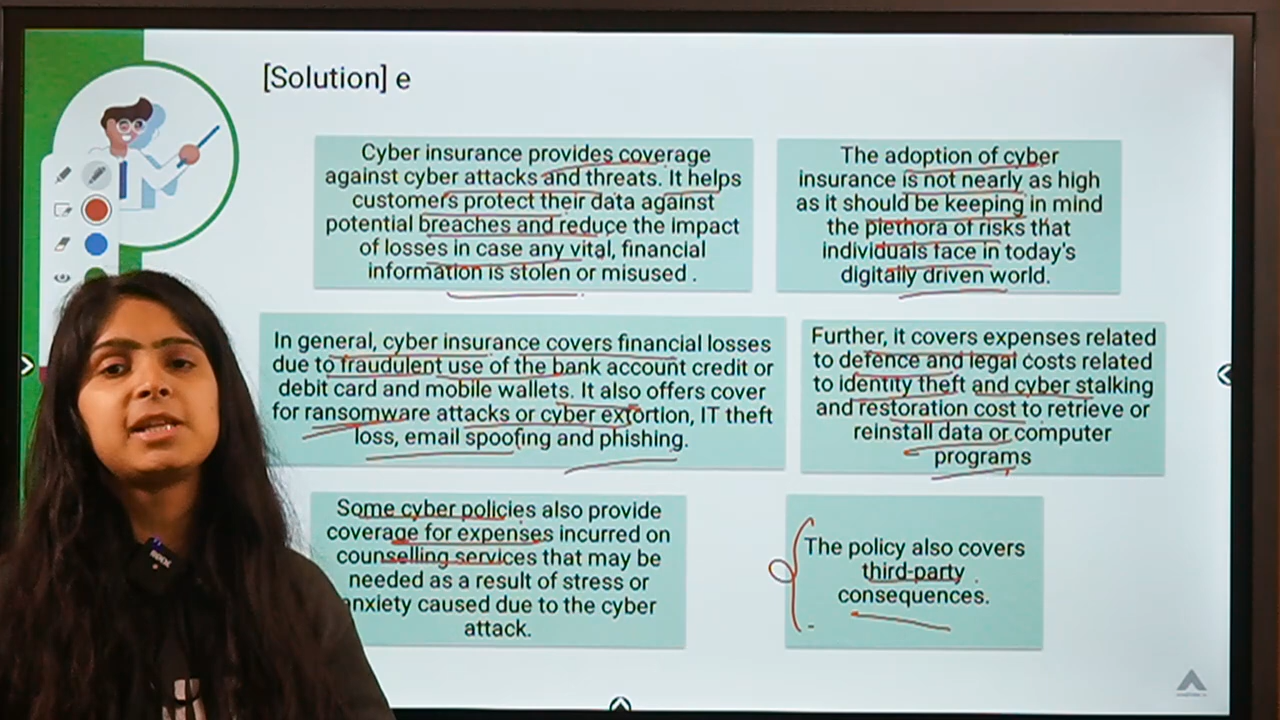 [Solution] e
Cyber insurance provides coverage
against cyber attacks and threats. It helps
customers protect their data against
potential breaches and reduce the impact
of losses in case any vital, financial
information is stolen or misused .
The adoption of cyber
insurance is not nearly as high
as it should be keeping in mind
the plethora of risks that
individuals face in today's
digitally driven world.
In general, cyber insurance covers financial losses
due to fraudulent use of the bank account credit or
debit card and mobile wallets. It also offers cover
for ransomware attacks or cyber extortion, IT theft
loss, email spoofing and phishing.
Further, it covers expenses related
to defence and legal costs related
to identity theft and cyber stalking
and restoration cost to retrieve or
reinstall data or computer
programs
Some cyber policies also provide
coverage for expenses incurred on
counselling services that may be
needed as a result of stress or
anxiety caused due to the cyber
attack.
The policy also covers
third-party
consequences.